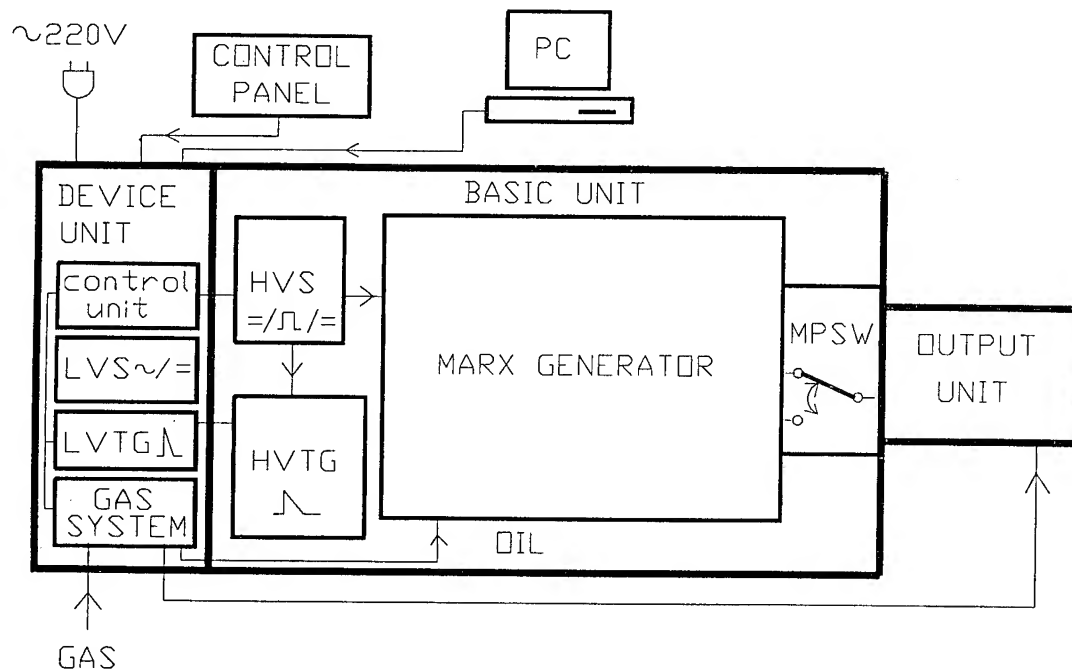 ~220V
CONTROL
PANEL
PC
DEVICE
UNIT
BASIC UNIT
control
unit
HVS
=/⎍/=
LVS~/=
LVTG
GAS
SYSTEM
HVTG
MARX GENERATOR
MPSW
OUTPUT
UNIT
OIL
GAS